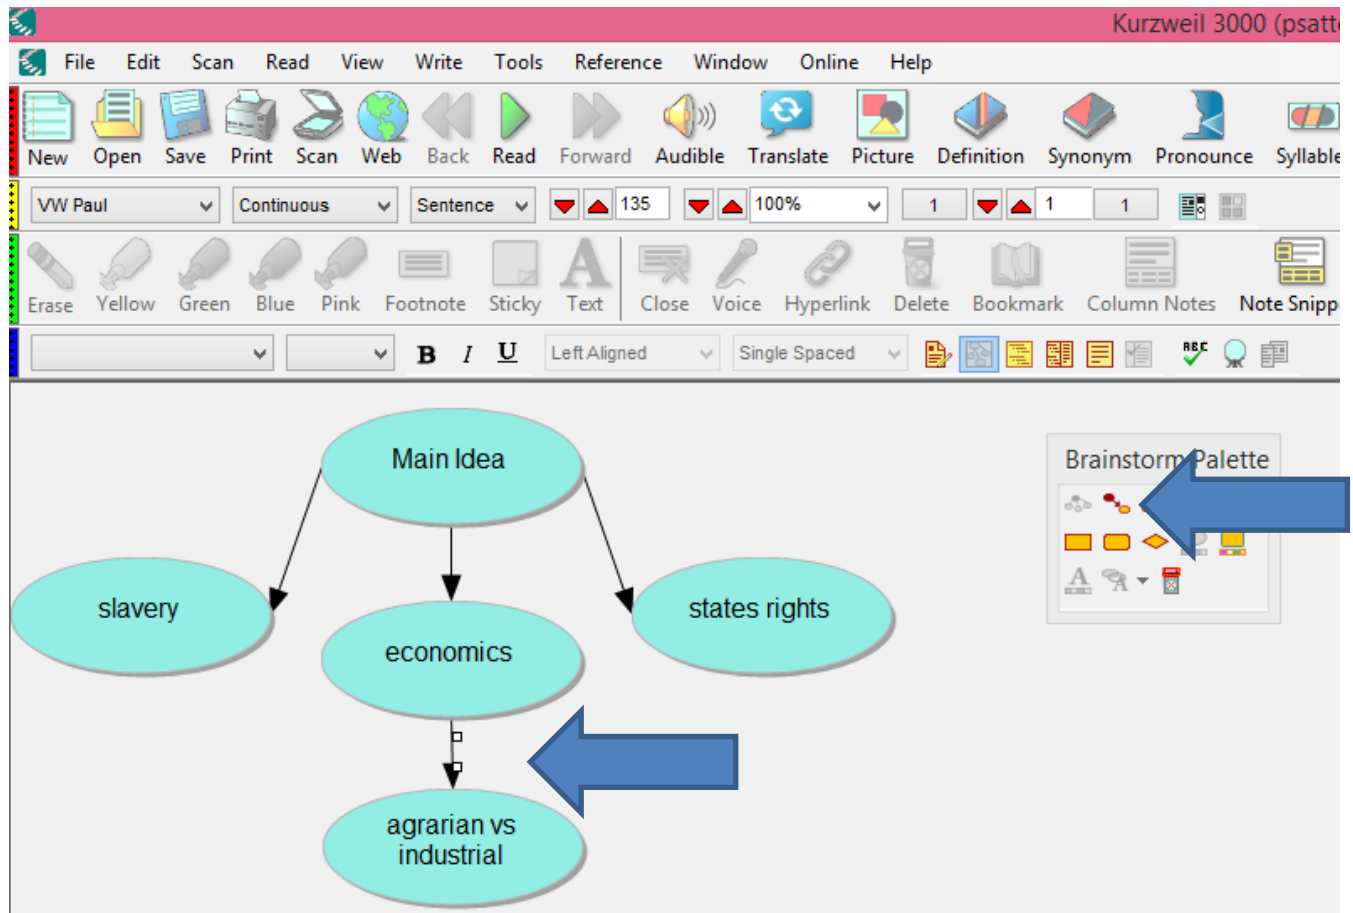 Kurzweil 3000 (psatt
File Edit Scan Read View Write Tools Reference Window Online Help
New Open Save Print Scan Web Back Read Forward Audible Translate Picture Definition Synonym Pronounce Syllable
VW Paul Continuous Sentence 135 100% 1 1 1
Erase Yellow Green Blue Pink Footnote Sticky Text Close Voice Hyperlink Delete Bookmark Column Notes Note Snipp
B I U Left Aligned Single Spaced ABC
Main Idea
Brainstorm Palette
slavery
states rights
economics
agrarian vs
industrial